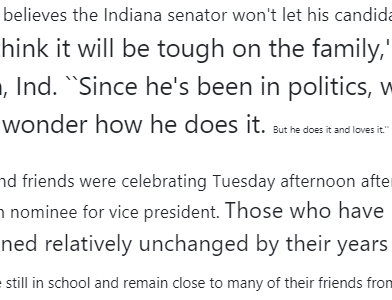 believes the Indiana senator won't let his candida
think it will be tough on the family,'
, Ind. ``Since he's been in politics, w
wonder how he does it. But he does it and loves it.''
nd friends were celebrating Tuesday afternoon afte
n nominee for vice president. Those who have
ned relatively unchanged by their years
still in school and remain close to many of their friends from